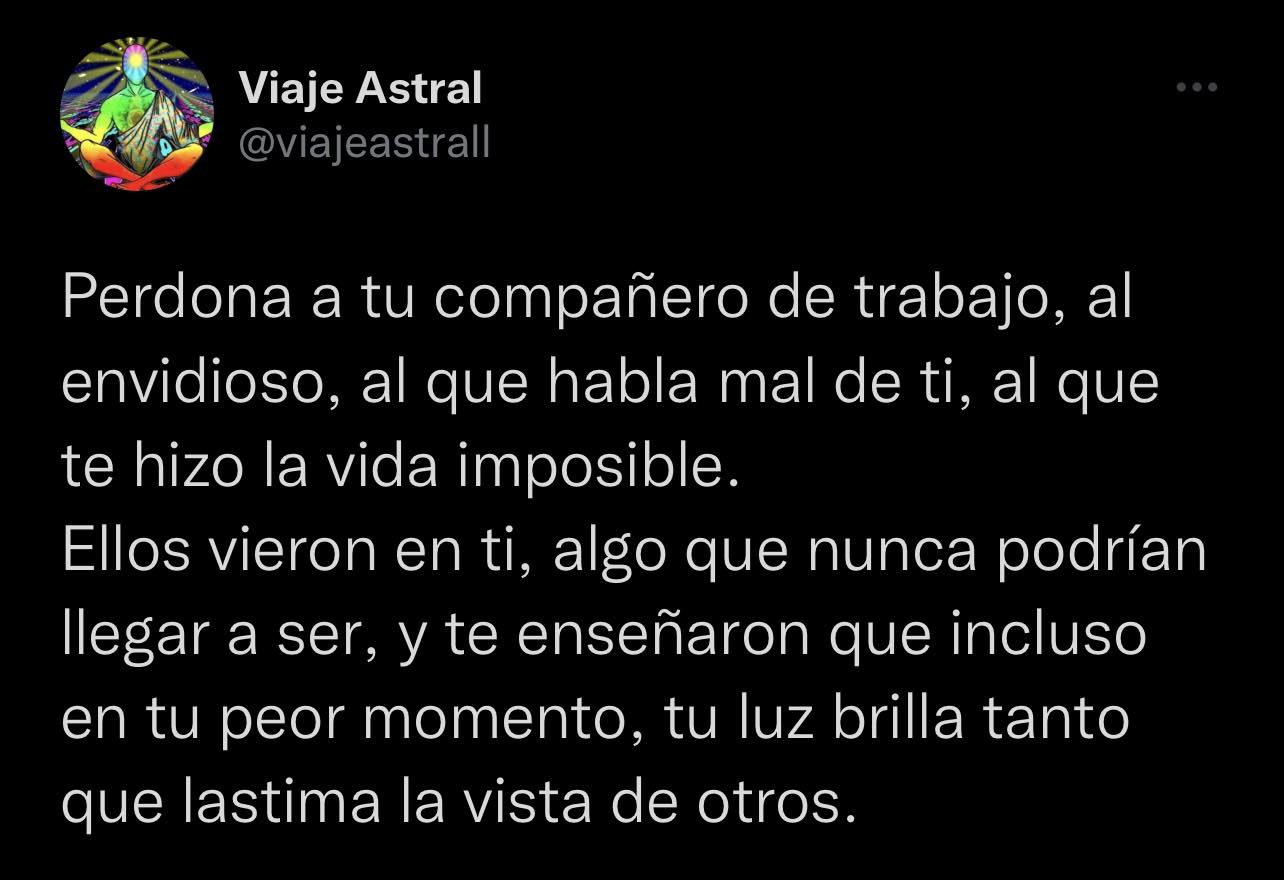 Viaje Astral
@viajeastrall
Perdona a tu compañero de trabajo, al
envidioso, al que habla mal de ti, al que
te hizo la vida imposible.
Ellos vieron en ti, algo que nunca podrían
llegar a ser, y te enseñaron que incluso
en tu peor momento, tu luz brilla tanto
que lastima la vista de otros.